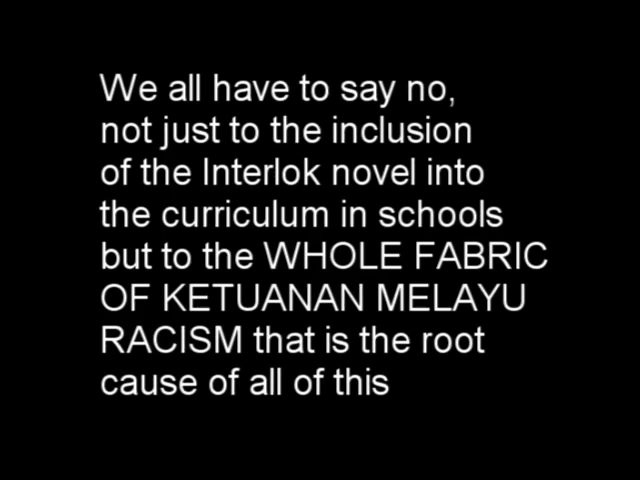 We all have to say no,
not just to the inclusion
of the Interlok novel into
the curriculum in schools
but to the WHOLE FABRIC
OF KETUANAN MELAYU
RACISM that is the root
cause of all of this